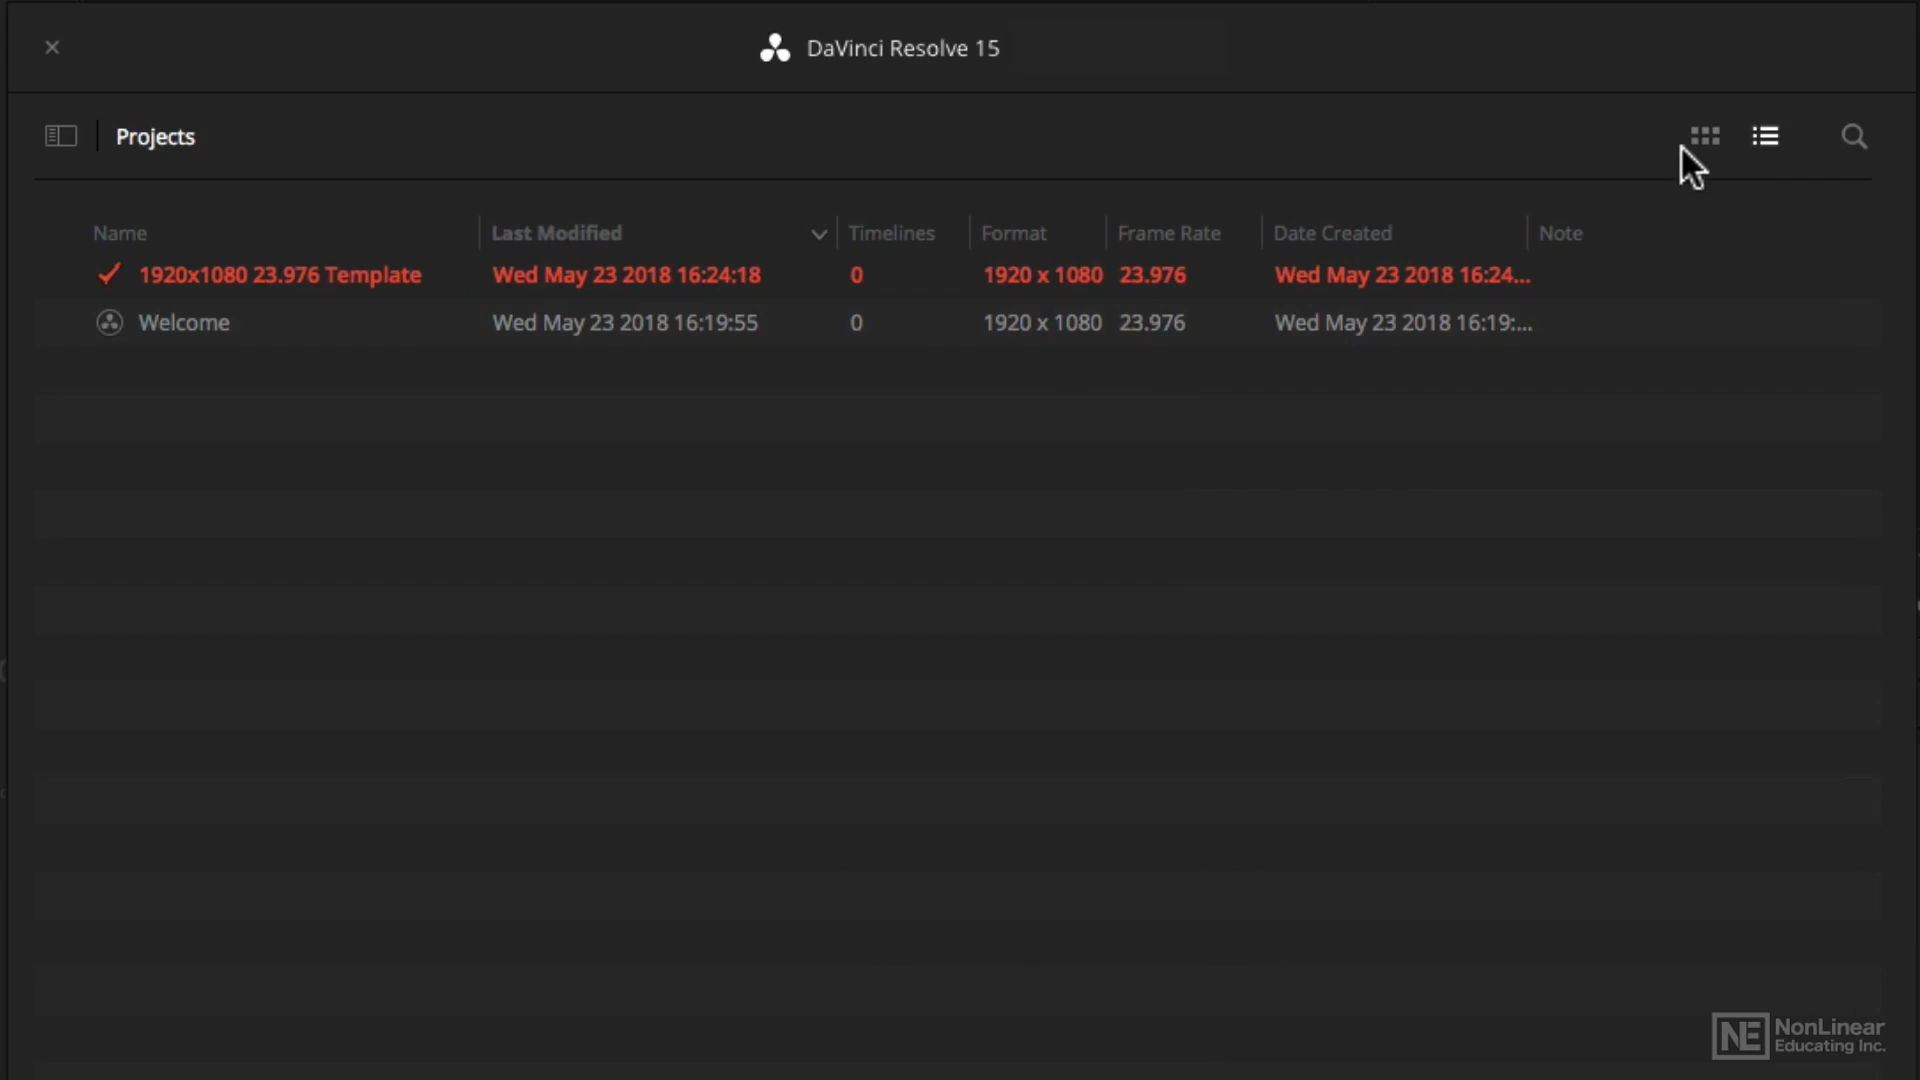 DaVinci Resolve 15
Projects
Name Last Modified Timelines Format Frame Rate Date Created Note
1920x1080 23.976 Template Wed May 23 2018 16:24:18 0 1920 x 1080 23.976 Wed May 23 2018 16:24...
Welcome Wed May 23 2018 16:19:55 0 1920 x 1080 23.976 Wed May 23 2018 16:19:...
NE NonLinear
Educating Inc.